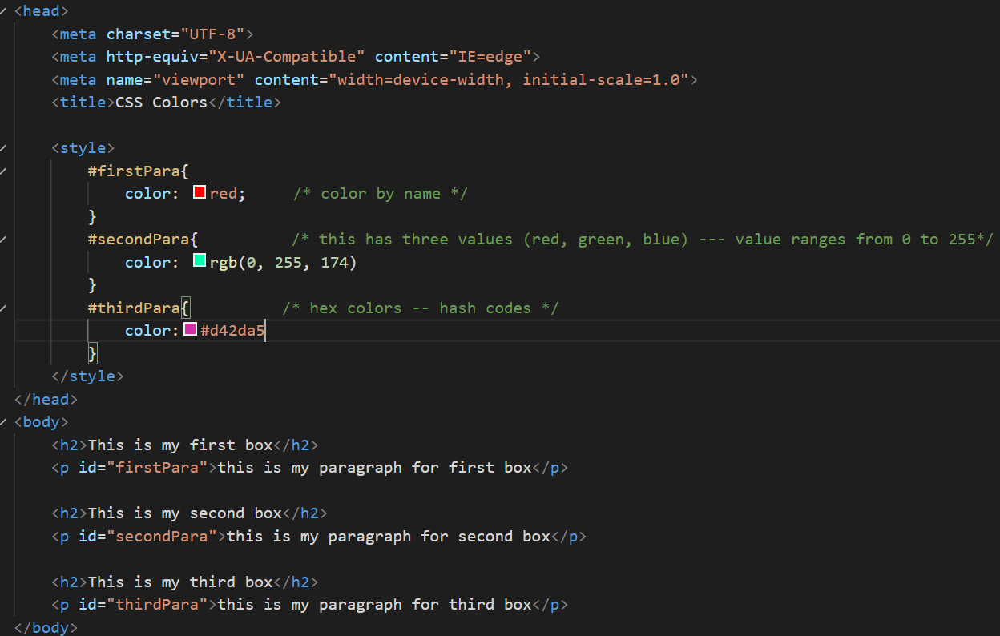 <head>
    <meta charset="UTF-8">
    <meta http-equiv="X-UA-Compatible" content="IE=edge">
    <meta name="viewport" content="width=device-width, initial-scale=1.0">
    <title>CSS Colors</title>

    <style>
        #firstPara{
            color: red;     /* color by name */
        }
        #secondPara{          /* this has three values (red, green, blue) --- value ranges from 0 to 255*/
            color: rgb(0, 255, 174)
        }
        #thirdPara{          /* hex colors -- hash codes */
            color:#d42da5
        }
    </style>
</head>
<body>
    <h2>This is my first box</h2>
    <p id="firstPara">this is my paragraph for first box</p>

    <h2>This is my second box</h2>
    <p id="secondPara">this is my paragraph for second box</p>

    <h2>This is my third box</h2>
    <p id="thirdPara">this is my paragraph for third box</p>
</body>